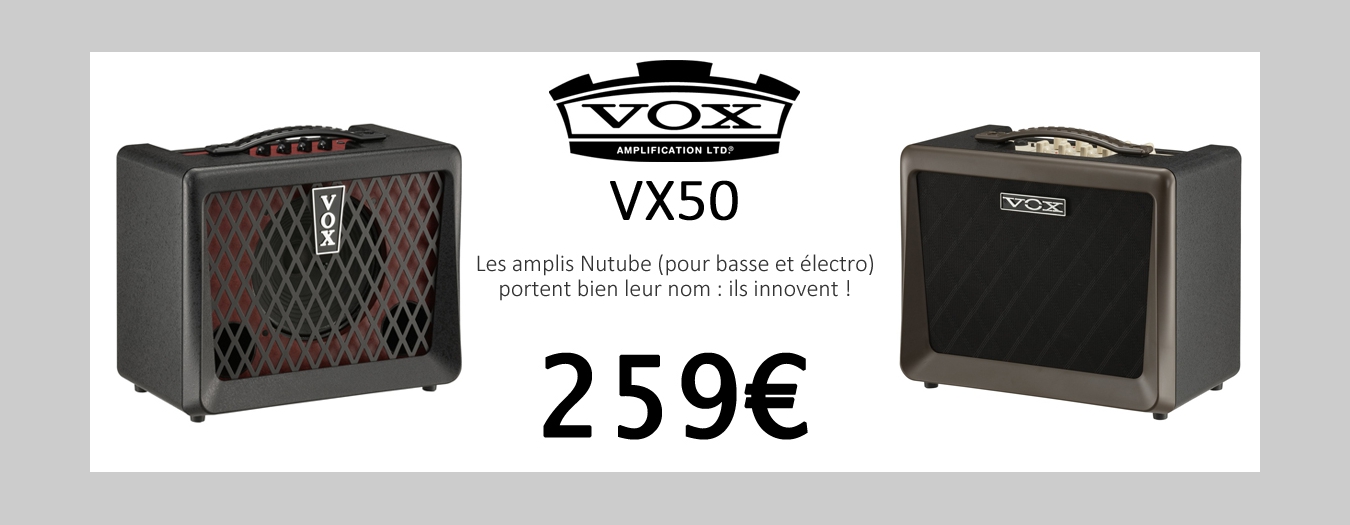 VOX
AMPLIFICATION LTD.®
VX50
Les amplis Nutube (pour basse et électro)
portent bien leur nom : ils innovent !
259€
VOX
VOX